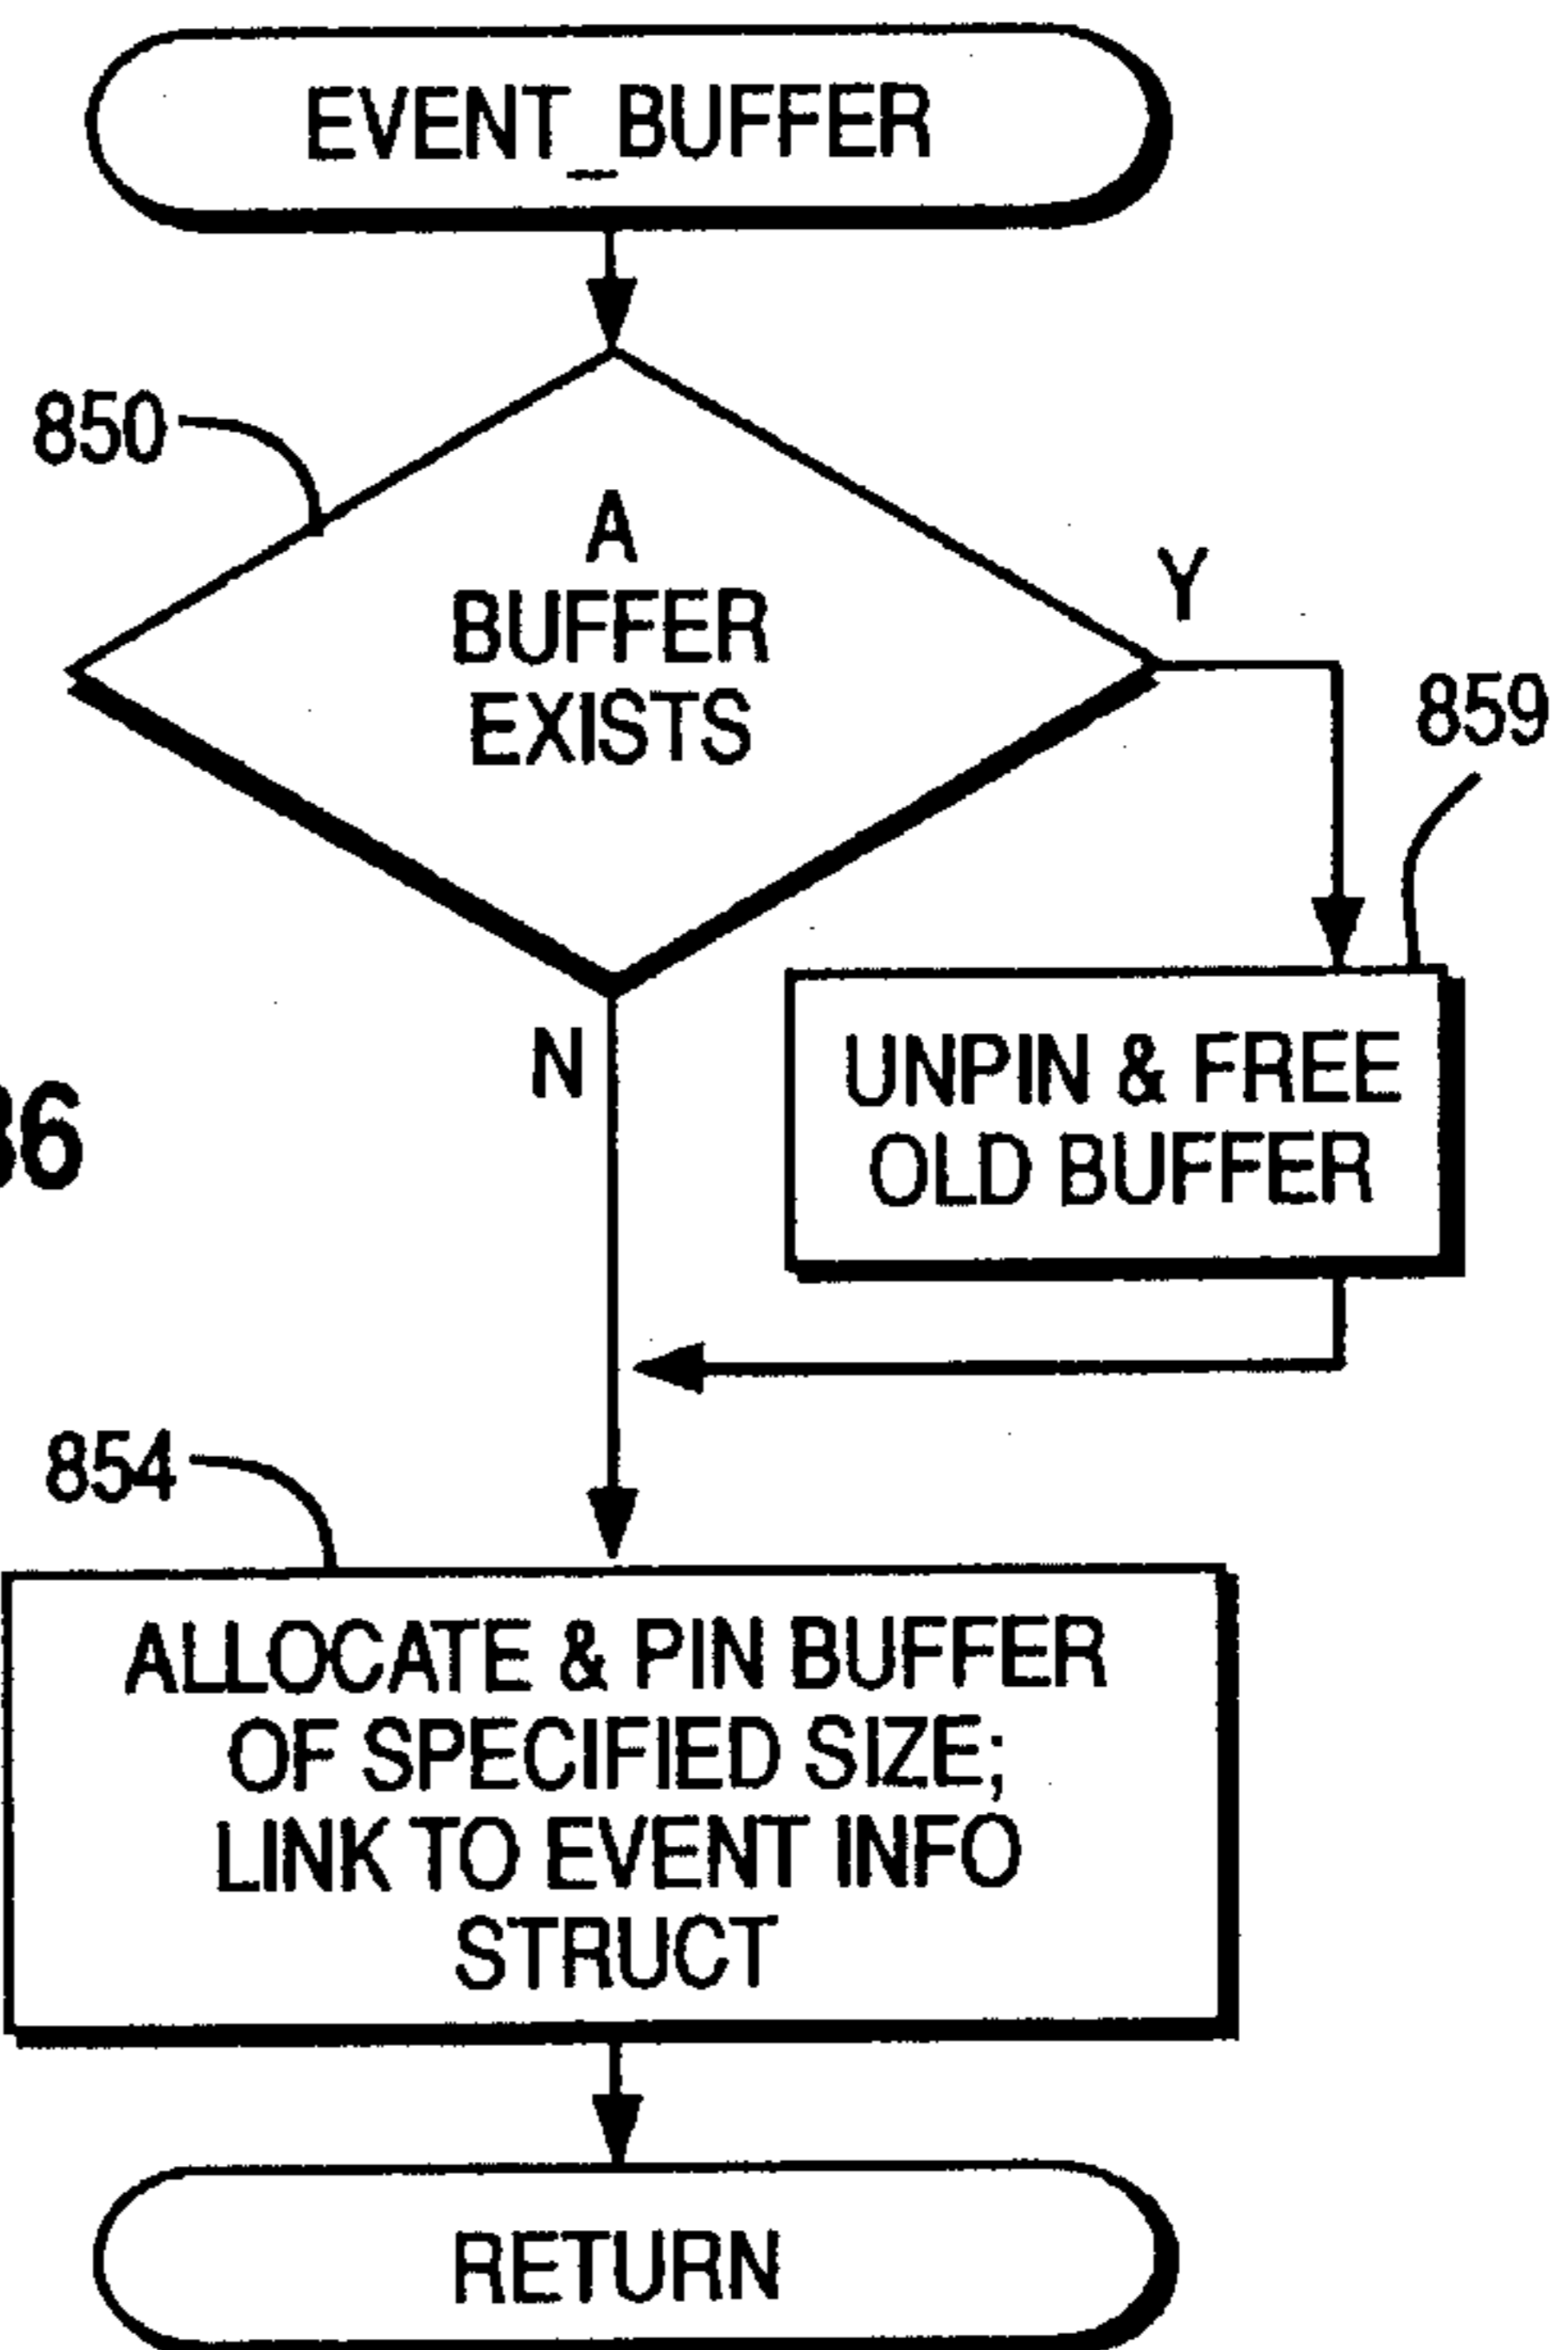 EVENT_BUFFER
850
A
BUFFER
EXISTS
Y
859
N
UNPIN & FREE
OLD BUFFER
854
ALLOCATE & PIN BUFFER
OF SPECIFIED SIZE;
LINK TO EVENT INFO
STRUCT
RETURN